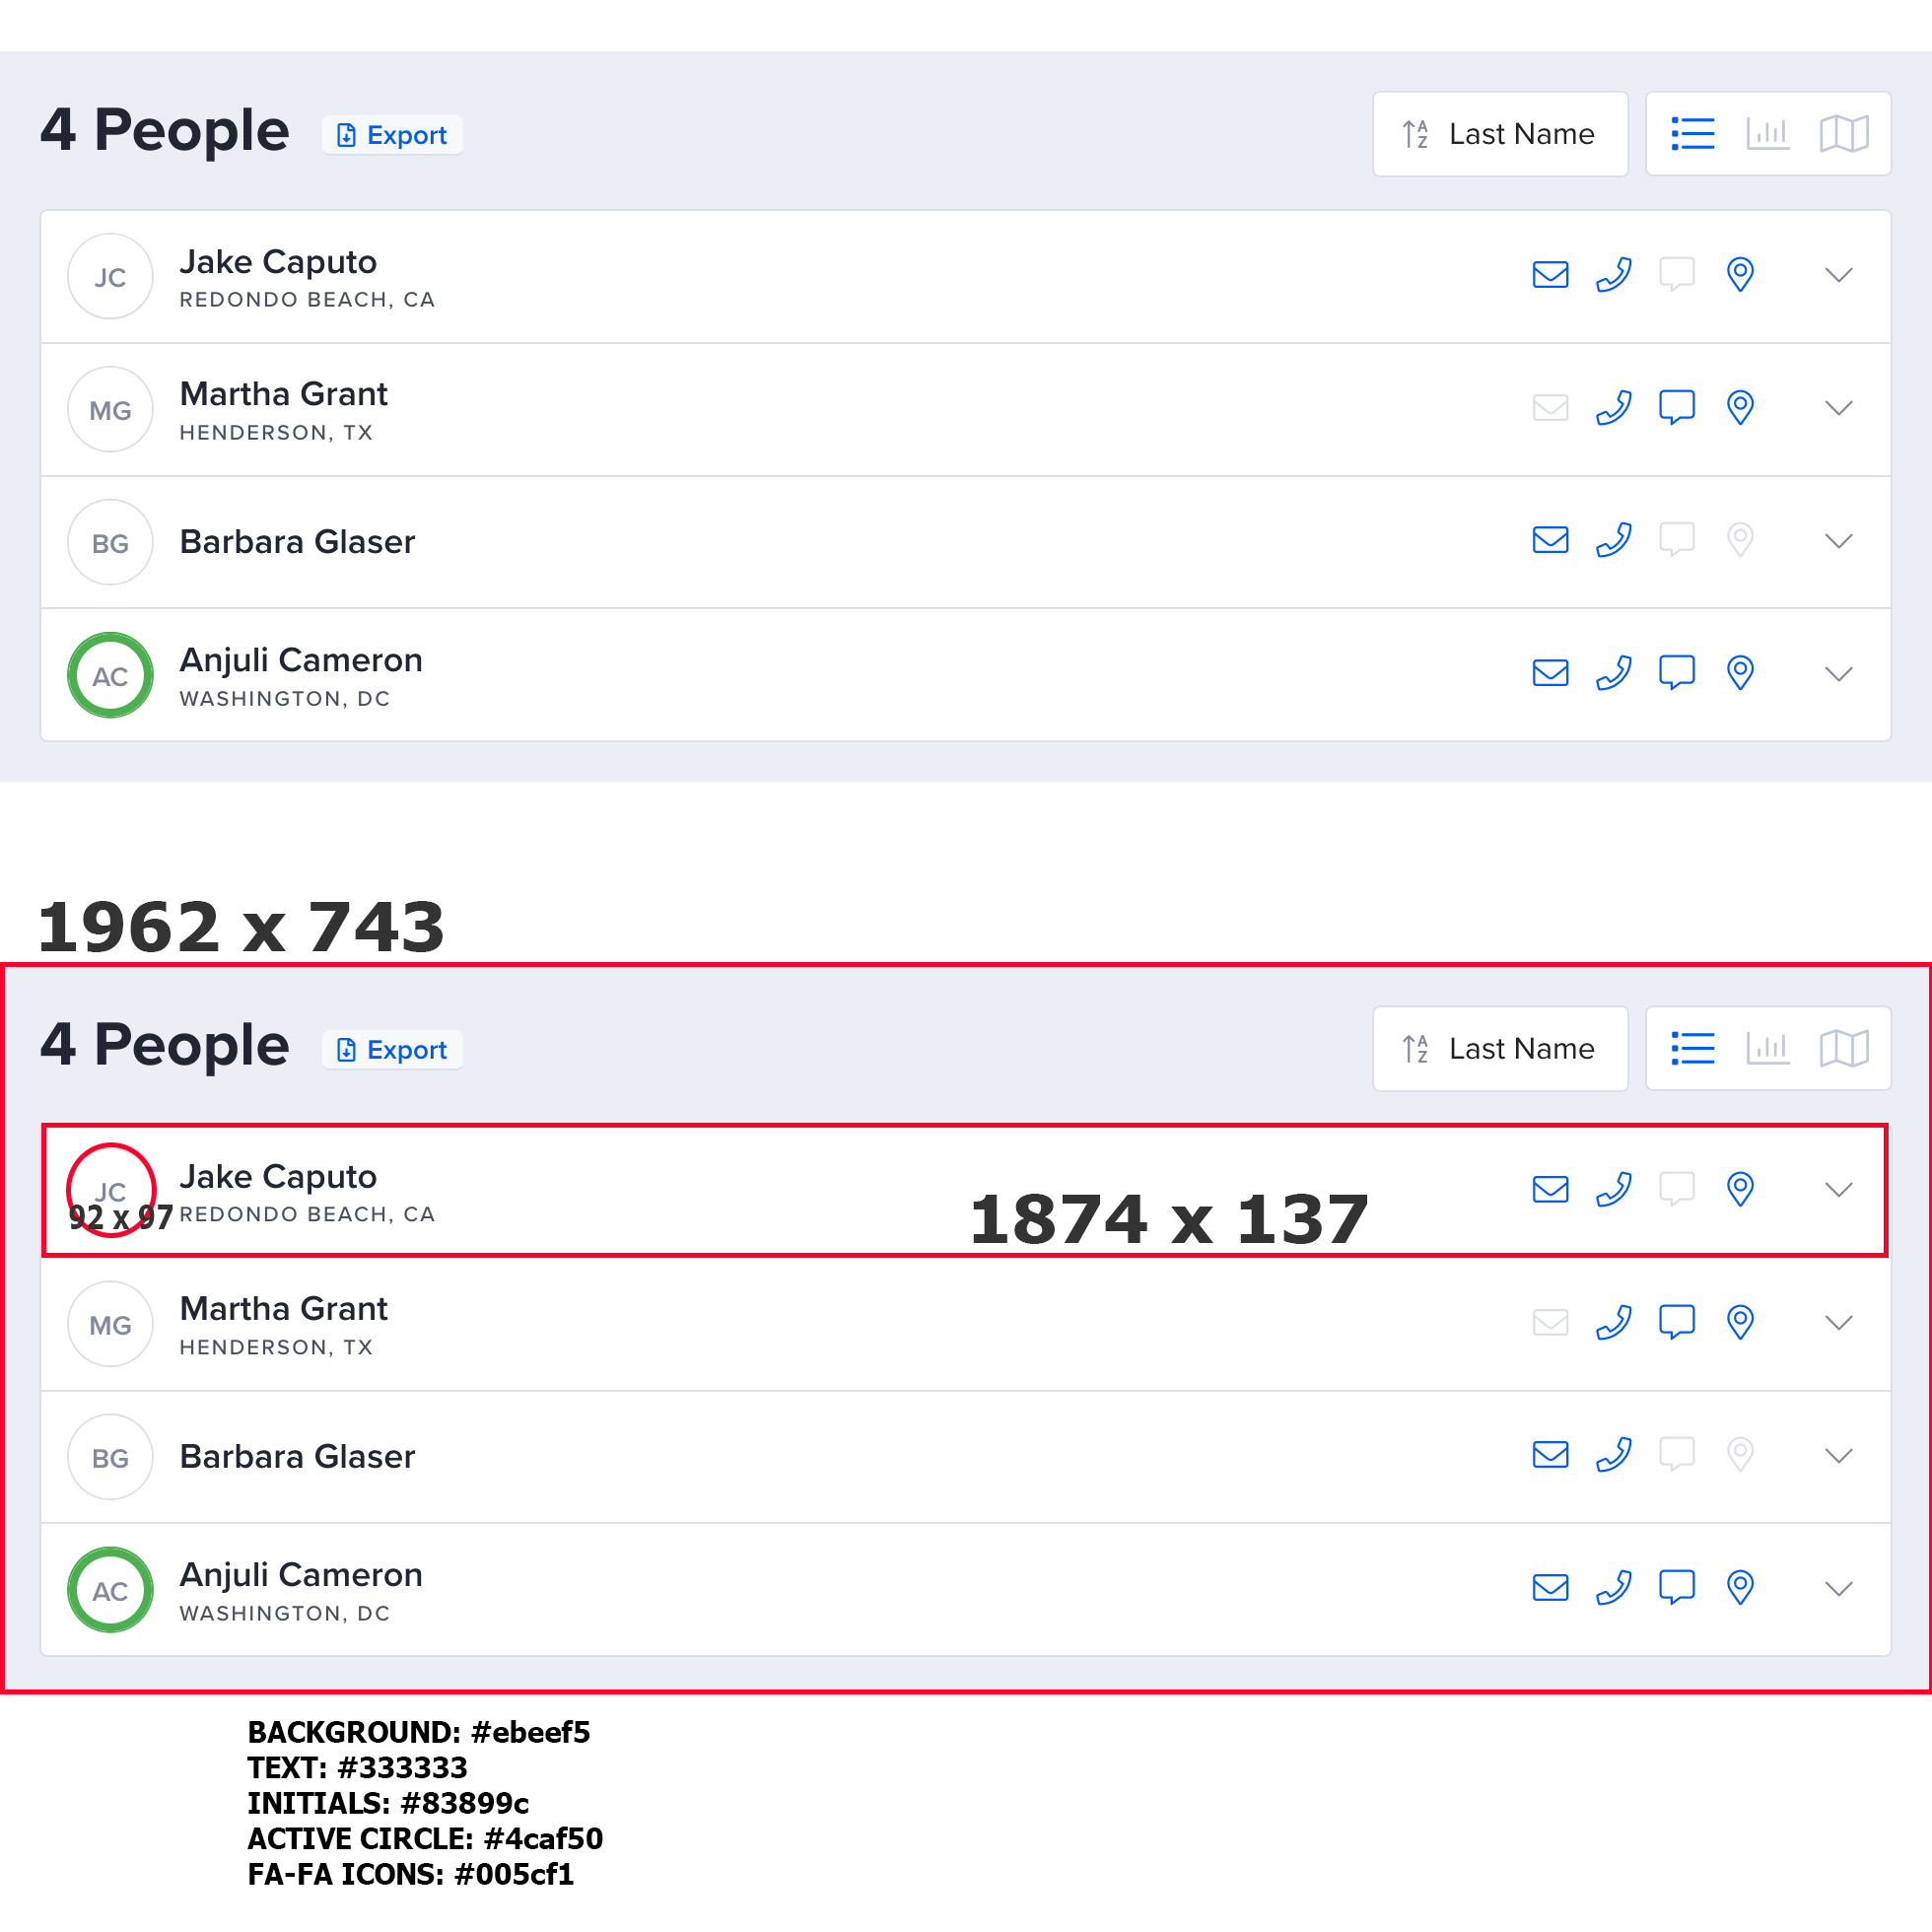 4 People
Export
A
Z
Last Name
JC
Jake Caputo
REDONDO BEACH, CA
MG
Martha Grant
HENDERSON, TX
BG
Barbara Glaser
AC
Anjuli Cameron
WASHINGTON, DC
1962 x 743
4 People
Export
A
Z
Last Name
JC
92 x 97
Jake Caputo
REDONDO BEACH, CA
1874 x 137
MG
Martha Grant
HENDERSON, TX
BG
Barbara Glaser
AC
Anjuli Cameron
WASHINGTON, DC
BACKGROUND: #ebeef5
TEXT: #333333
INITIALS: #83899c
ACTIVE CIRCLE: #4caf50
FA-FA ICONS: #005cf1